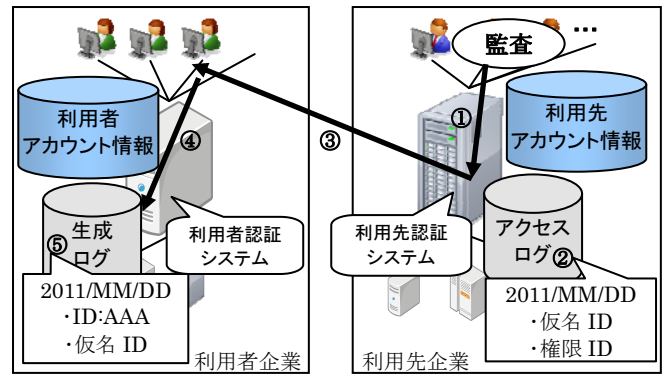 監査
…
利用者
アカウント情報
利用先
アカウント情報
①
③
④
生成
ログ
⑤
利用者認証
システム
利用先認証
システム
アクセス
ログ②
2011/MM/DD
・ID:AAA
・仮名 ID
2011/MM/DD
・仮名 ID
・権限 ID
利用者企業
利用先企業